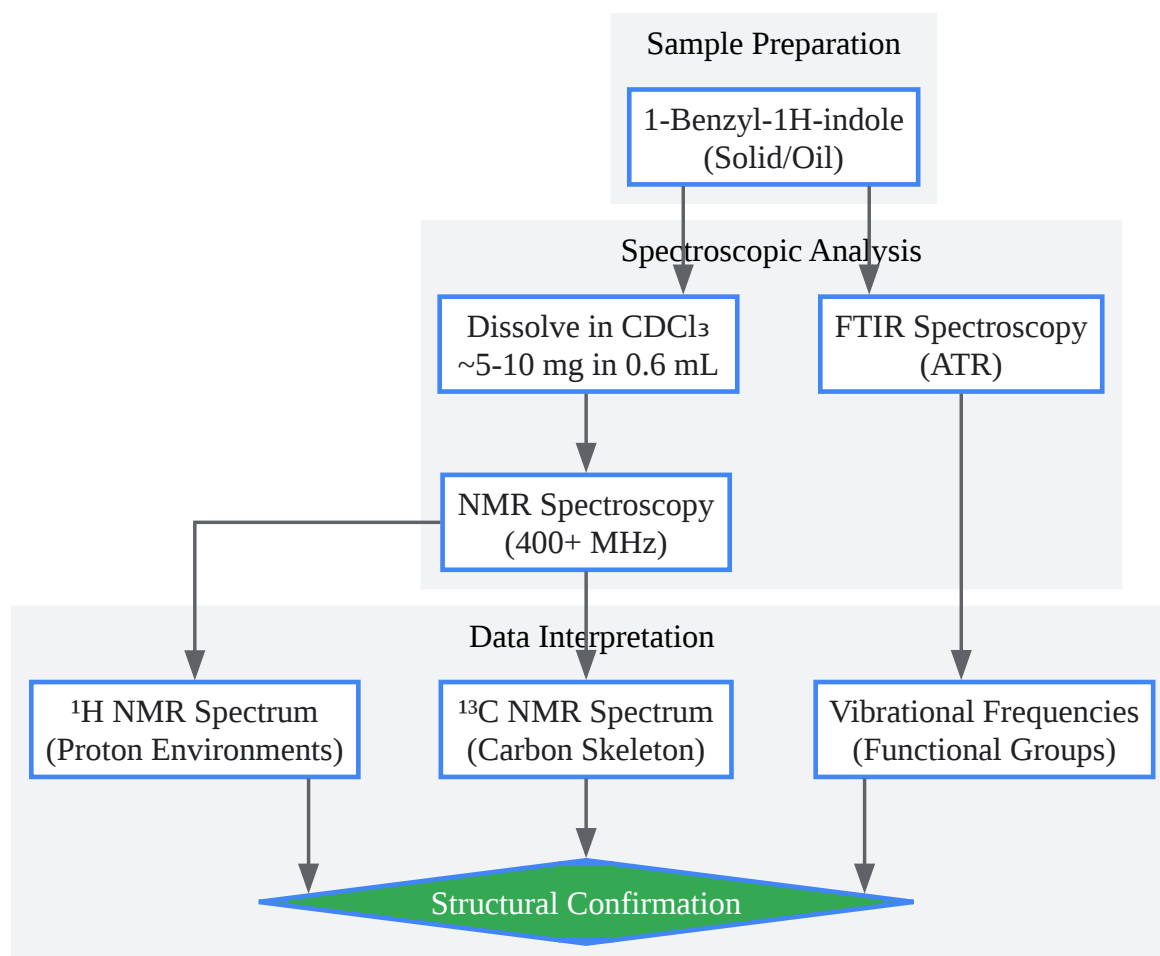 Sample Preparation
1-Benzyl-1H-indole
(Solid/Oil)
Spectroscopic Analysis
Dissolve in CDCl₃
~5-10 mg in 0.6 mL
FTIR Spectroscopy
(ATR)
NMR Spectroscopy
(400+ MHz)
Data Interpretation
¹H NMR Spectrum
(Proton Environments)
¹³C NMR Spectrum
(Carbon Skeleton)
Vibrational Frequencies
(Functional Groups)
Structural Confirmation